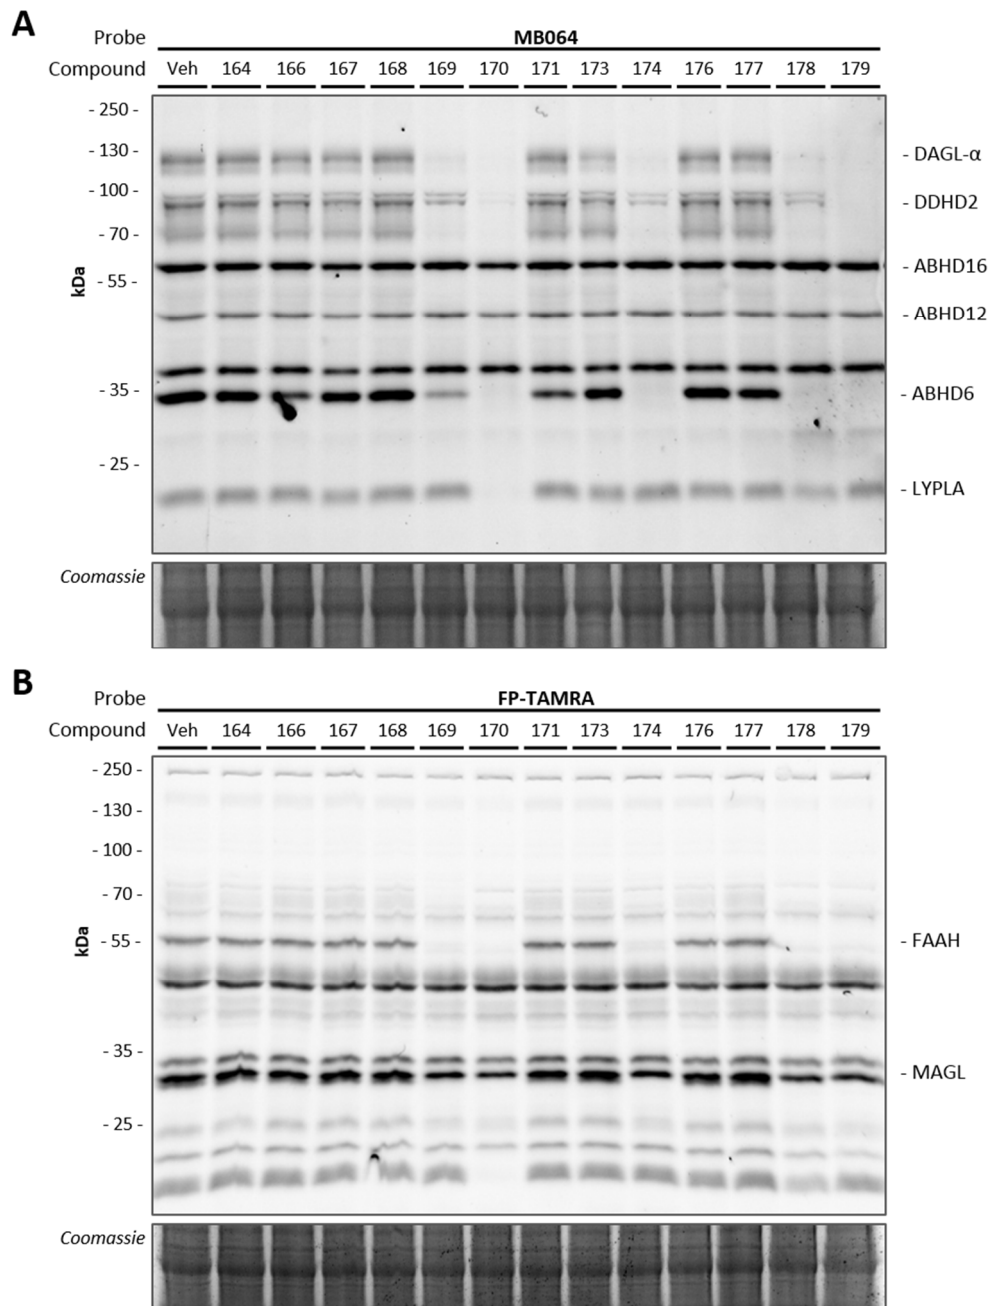 A
Probe MB064
Compound Veh 164 166 167 168 169 170 171 173 174 176 177 178 179
- 250 -
- 130 - - DAGL-α
- 100 - - DDHD2
- 70 -
- ABHD16
kDa
- 55 -
- ABHD12
- 35 - - ABHD6
- 25 -
- LYPLA
Coomassie
B
Probe FP-TAMRA
Compound Veh 164 166 167 168 169 170 171 173 174 176 177 178 179
- 250 -
- 130 -
- 100 -
- 70 -
kDa
- 55 - - FAAH
- 35 -
- MAGL
- 25 -
Coomassie